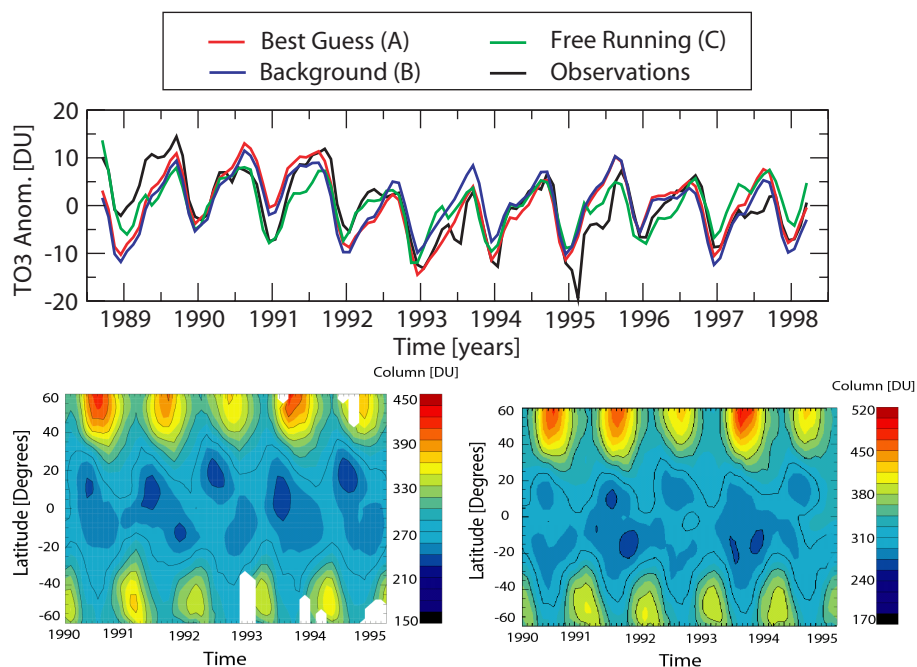 Best Guess (A)
Free Running (C)
Background (B)
Observations
TO3 Anom. [DU]
20
10
0
-10
-20
1989 1990 1991 1992 1993 1994 1995 1996 1997 1998
Time [years]
Column [DU]
Latitude [Degrees]
60
40
20
0
-20
-40
-60
450
390
330
270
210
150
1990 1991 1992 1993 1994 1995
Time
Column [DU]
Latitude [Degrees]
60
40
20
0
-20
-40
-60
520
450
380
310
240
170
1990 1991 1992 1993 1994 1995
Time